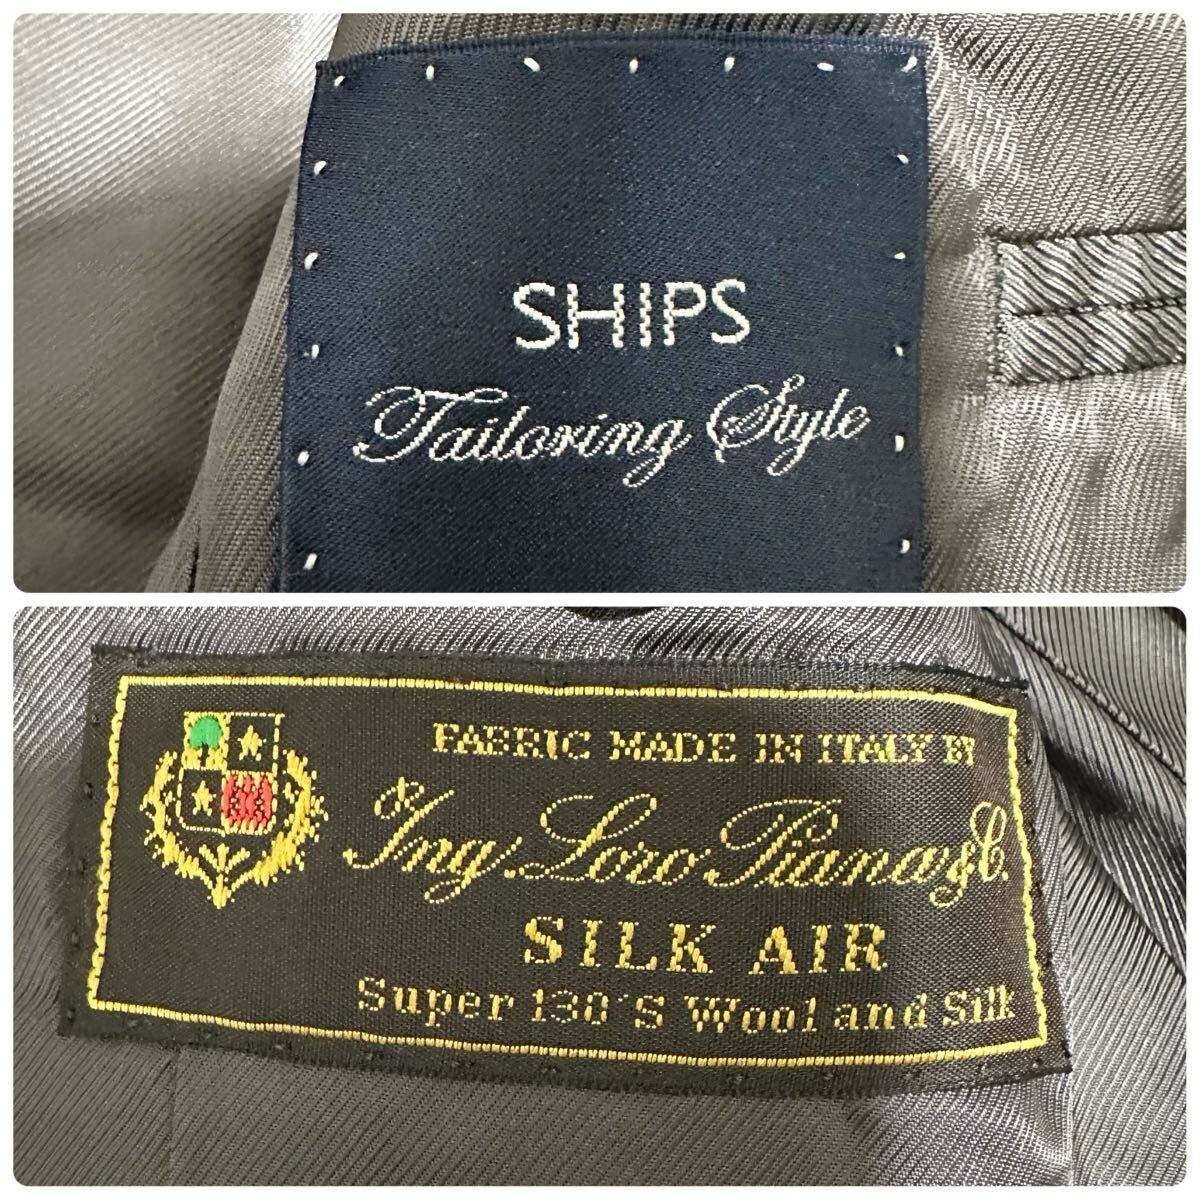 SHIPS
Tailoring Style
FABRIC MADE IN ITALY BY
Ing. Loro Piana & C.
SILK AIR
Super 130'S Wool and Silk